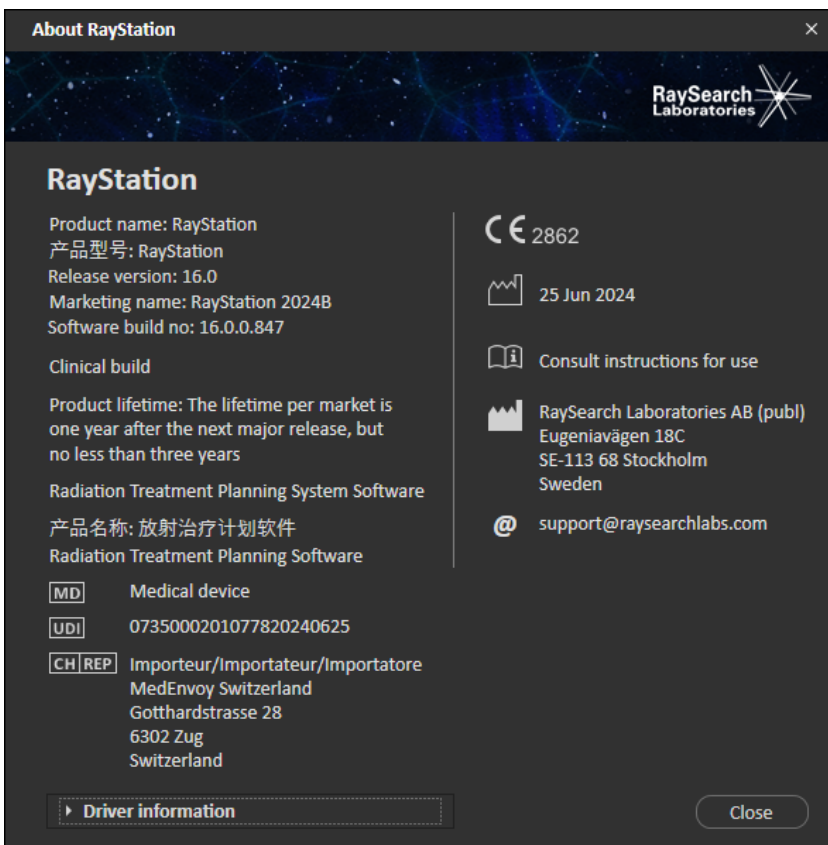 About RayStation
RaySearch
Laboratories
RayStation
Product name: RayStation
产品型号: RayStation
Release version: 16.0
Marketing name: RayStation 2024B
Software build no: 16.0.0.847
Clinical build
Product lifetime: The lifetime per market is
one year after the next major release, but
no less than three years
Radiation Treatment Planning System Software
产品名称: 放射治疗计划软件
Radiation Treatment Planning Software
MD Medical device
UDI 0735000201077820240625
CH REP Importeur/Importateur/Importatore
MedEnvoy Switzerland
Gotthardstrasse 28
6302 Zug
Switzerland
CE 2862
25 Jun 2024
i Consult instructions for use
RaySearch Laboratories AB (publ)
Eugeniavägen 18C
SE-113 68 Stockholm
Sweden
@ support@raysearchlabs.com
Driver information
Close